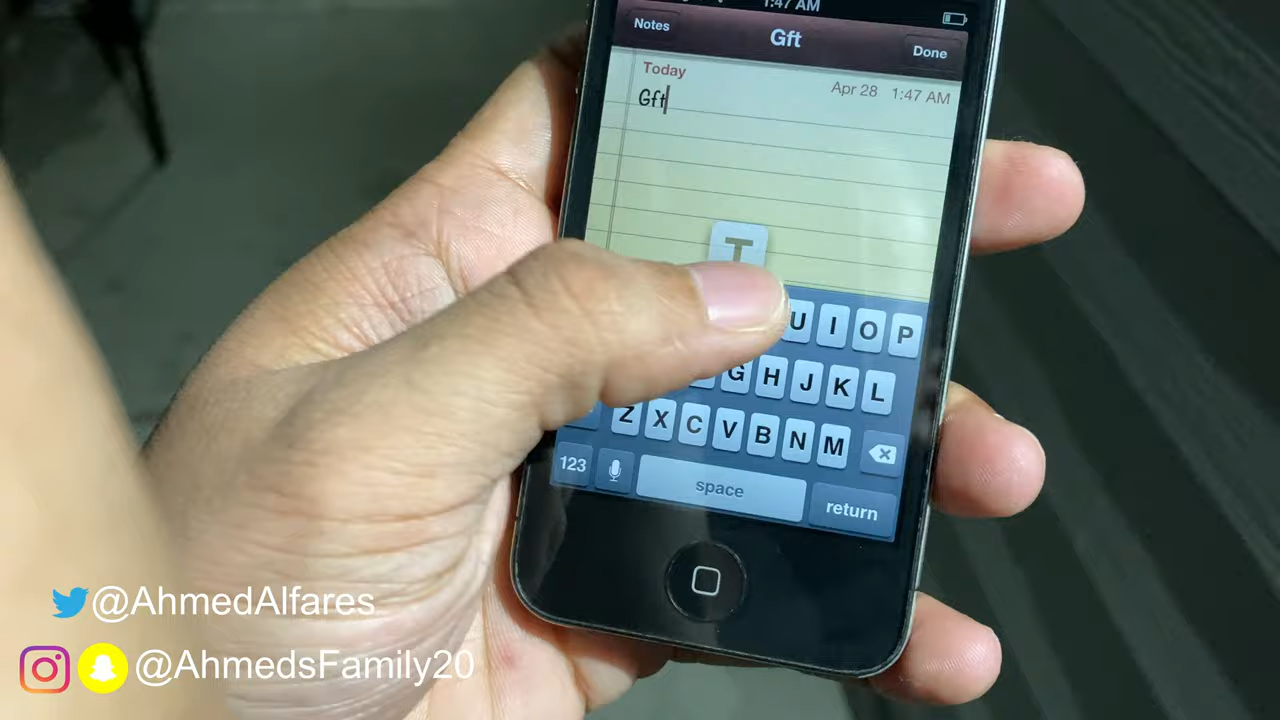 1:47 AM
Notes
Gft
Done
Today
Apr 28 1:47 AM
Gft
T
U I O P
G H J K L
Z X C V B N M
123
space
return
@AhmedAlfares
@AhmedsFamily20